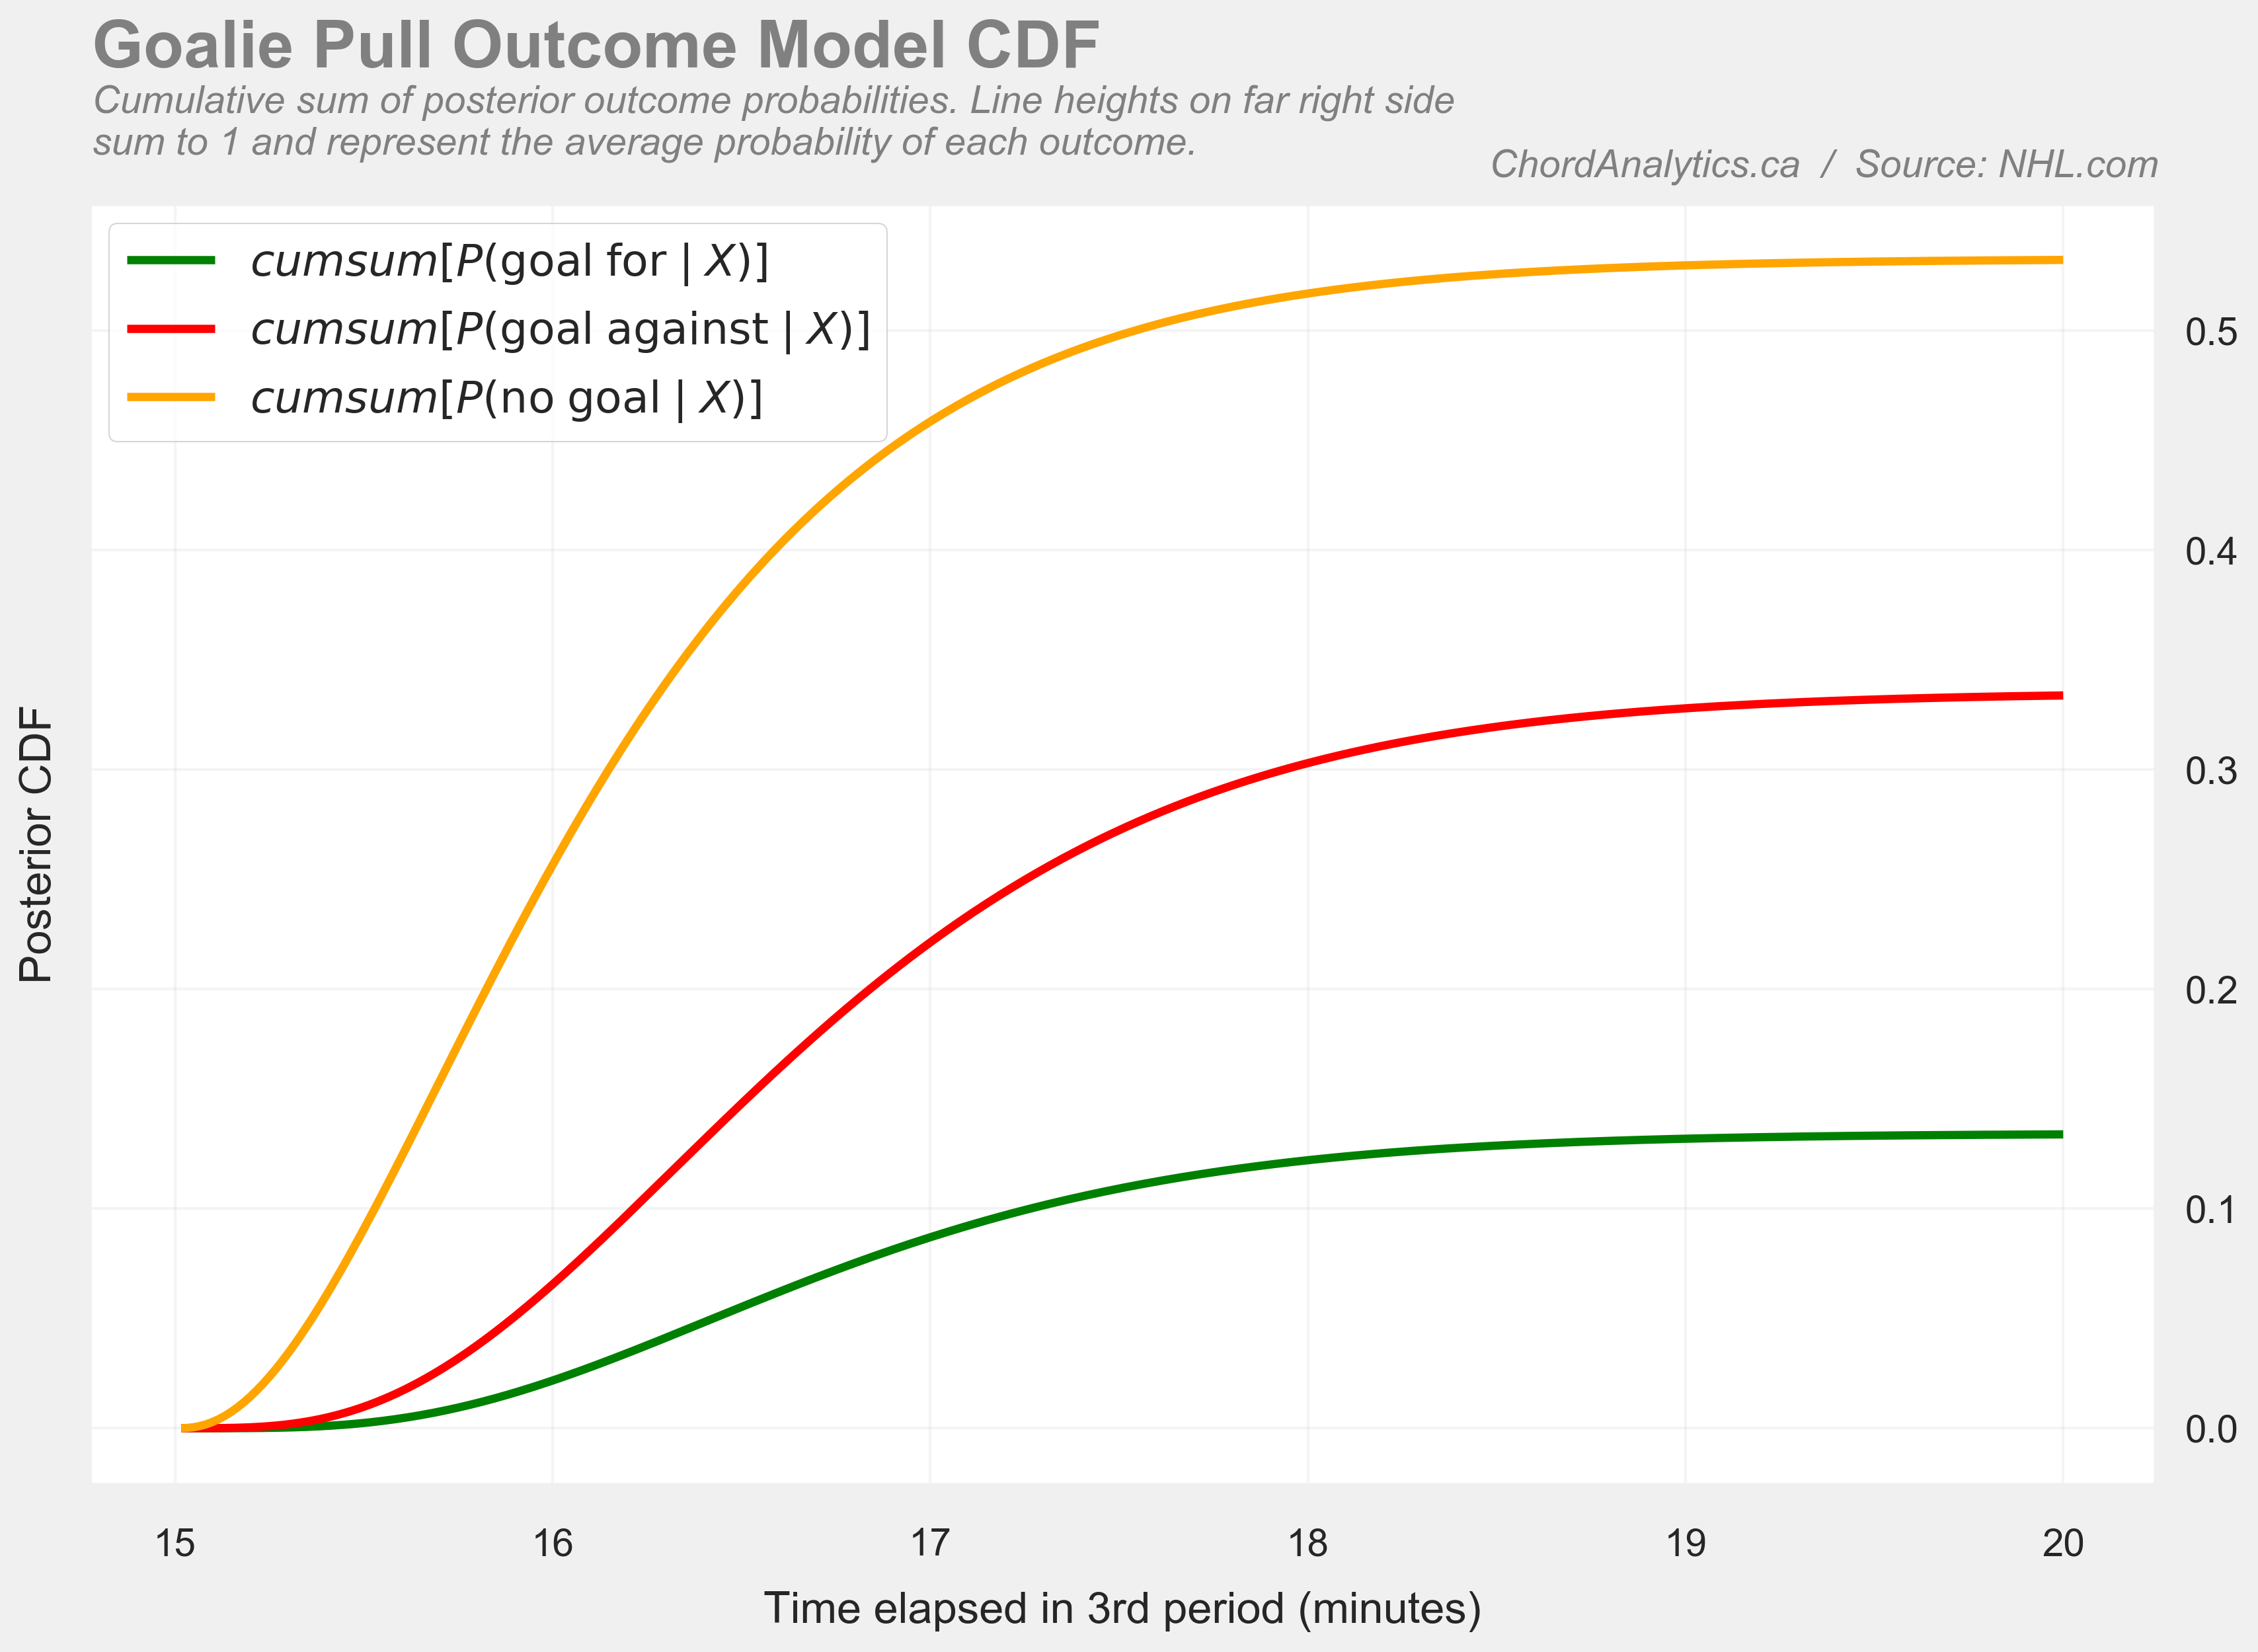 Goalie Pull Outcome Model CDF
Cumulative sum of posterior outcome probabilities. Line heights on far right side
sum to 1 and represent the average probability of each outcome.
ChordAnalytics.ca / Source: NHL.com
cumsum[P(goal for | X)]
cumsum[P(goal against | X)]
cumsum[P(no goal | X)]
Posterior CDF
0.5
0.4
0.3
0.2
0.1
0.0
15 16 17 18 19 20
Time elapsed in 3rd period (minutes)